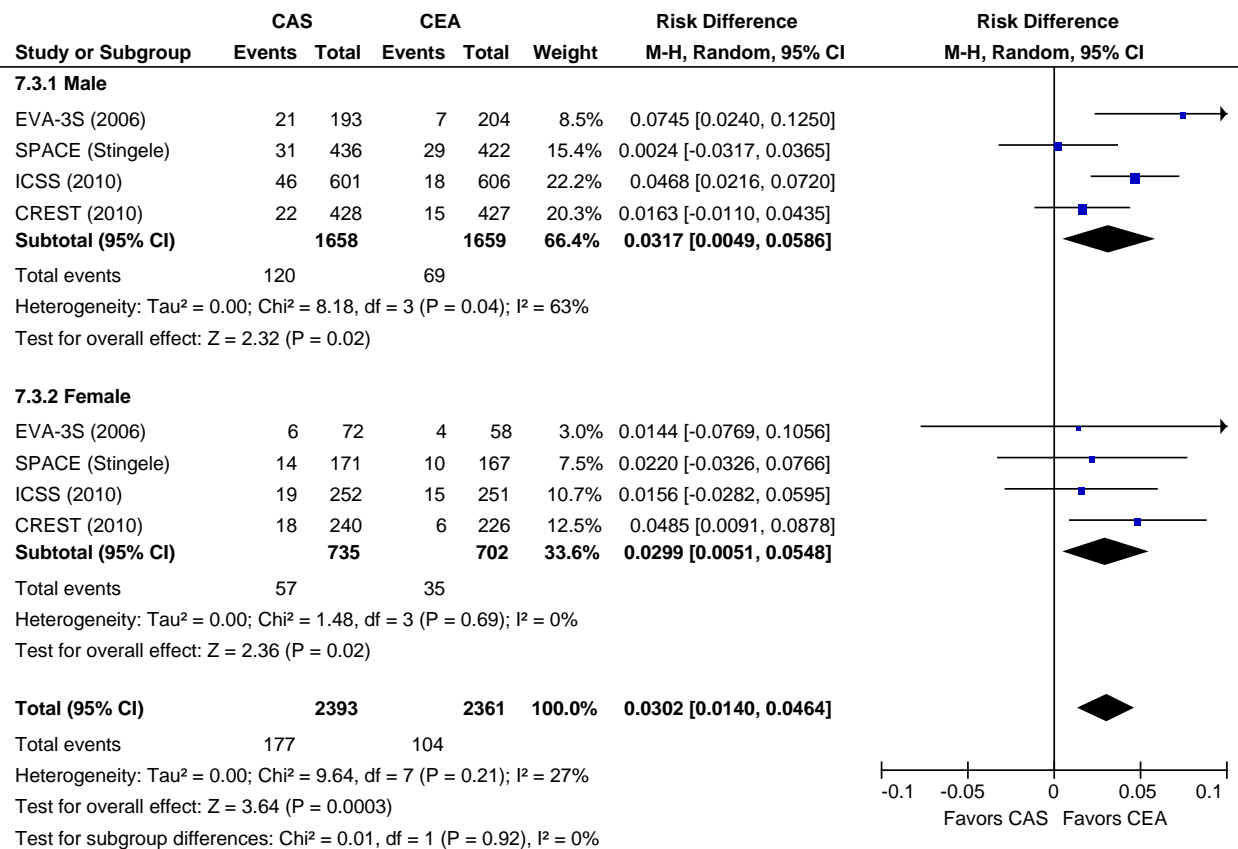 CAS CEA Risk Difference Risk Difference
Study or Subgroup Events Total Events Total Weight M-H, Random, 95% CI M-H, Random, 95% CI
7.3.1 Male
EVA-3S (2006) 21 193 7 204 8.5% 0.0745 [0.0240, 0.1250]
SPACE (Stingele) 31 436 29 422 15.4% 0.0024 [-0.0317, 0.0365]
ICSS (2010) 46 601 18 606 22.2% 0.0468 [0.0216, 0.0720]
CREST (2010) 22 428 15 427 20.3% 0.0163 [-0.0110, 0.0435]
Subtotal (95% CI) 1658 1659 66.4% 0.0317 [0.0049, 0.0586]
Total events 120 69
Heterogeneity: Tau² = 0.00; Chi² = 8.18, df = 3 (P = 0.04); I² = 63%
Test for overall effect: Z = 2.32 (P = 0.02)
7.3.2 Female
EVA-3S (2006) 6 72 4 58 3.0% 0.0144 [-0.0769, 0.1056]
SPACE (Stingele) 14 171 10 167 7.5% 0.0220 [-0.0326, 0.0766]
ICSS (2010) 19 252 15 251 10.7% 0.0156 [-0.0282, 0.0595]
CREST (2010) 18 240 6 226 12.5% 0.0485 [0.0091, 0.0878]
Subtotal (95% CI) 735 702 33.6% 0.0299 [0.0051, 0.0548]
Total events 57 35
Heterogeneity: Tau² = 0.00; Chi² = 1.48, df = 3 (P = 0.69); I² = 0%
Test for overall effect: Z = 2.36 (P = 0.02)
Total (95% CI) 2393 2361 100.0% 0.0302 [0.0140, 0.0464]
Total events 177 104
Heterogeneity: Tau² = 0.00; Chi² = 9.64, df = 7 (P = 0.21); I² = 27%
Test for overall effect: Z = 3.64 (P = 0.0003)
Test for subgroup differences: Chi² = 0.01, df = 1 (P = 0.92), I² = 0%
-0.1 -0.05 0 0.05 0.1
Favors CAS Favors CEA